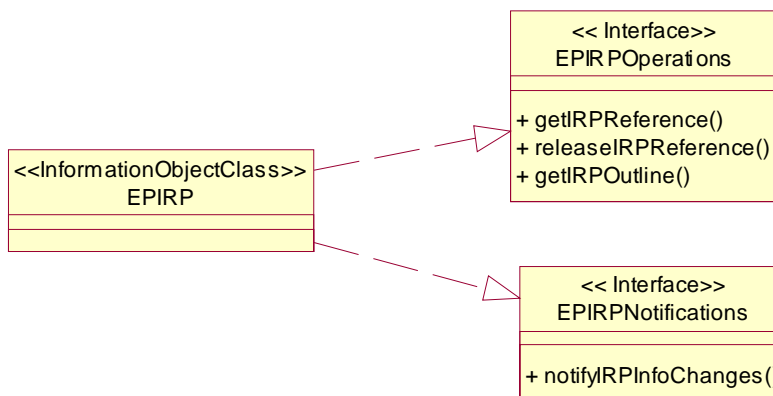 << Interface>>
EPIRPOperations
+ getIRPReference()
+ releaseIRPReference()
+ getIRPOutline()
<<InformationObjectClass>>
EPIRP
<< Interface>>
EPIRPNotifications
+ notifyIRPInfoChanges(